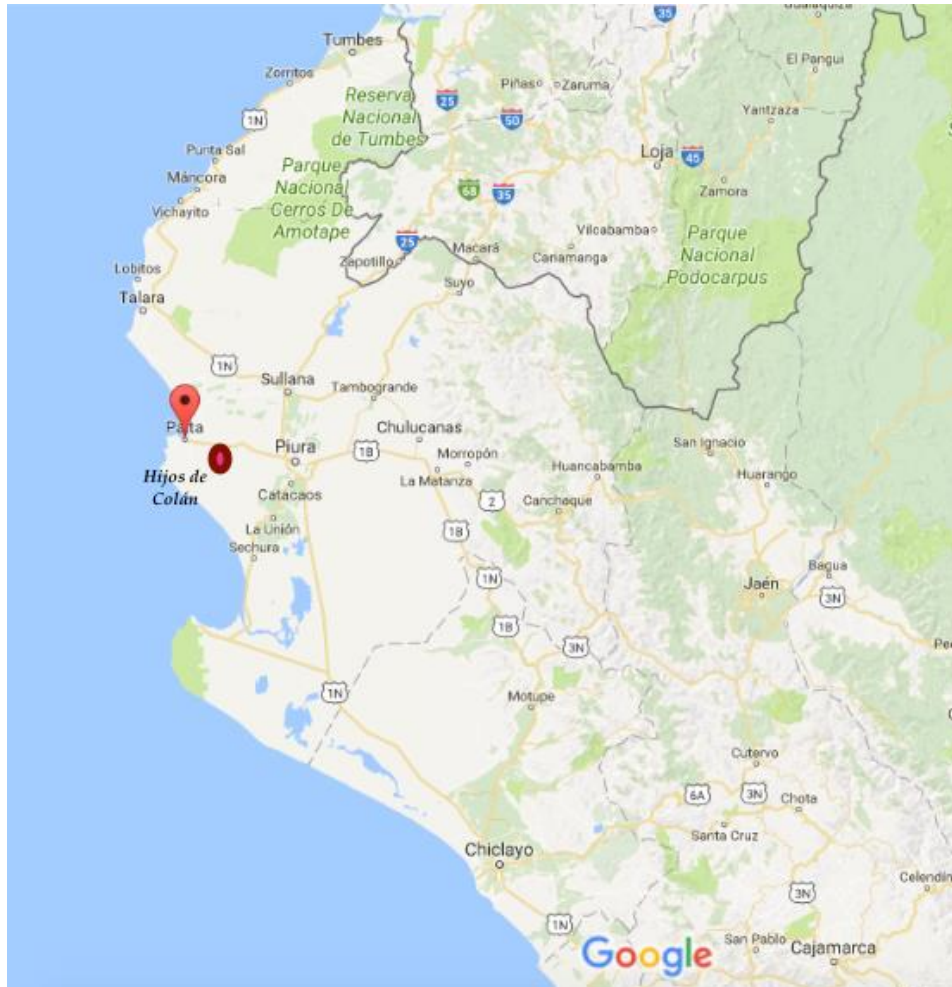 Gualaquiza
35
Tumbes
El Pangui
Zorritos
Piñas
Zaruma
25
Reserva
Nacional
de Tumbes
1N
50
Yantzaza
Punta Sal
Parque
Nacional
Cerros De
Amotape
Loja
45
Máncora
68
35
Zamora
Vichayito
Vilcabamba
Parque
Nacional
Podocarpus
25
Macará
Cariamanga
Lobitos
Zapotillo
Suyo
Talara
1N
Sullana
Tambogrande
Paita
Chulucanas
San Ignacio
Piura
1B
Morropón
Hijos de
Colán
La Matanza
Huancabamba
Huarango
Catacaos
2
Canchaque
La Unión
1B
Sechura
Bagua
1N
Jaén
3N
1B
3N
1N
Motupe
Cutervo
6A
3N
Chota
Santa Cruz
Chiclayo
3N
Celendín
1N
Google
San Pablo
Cajamarca